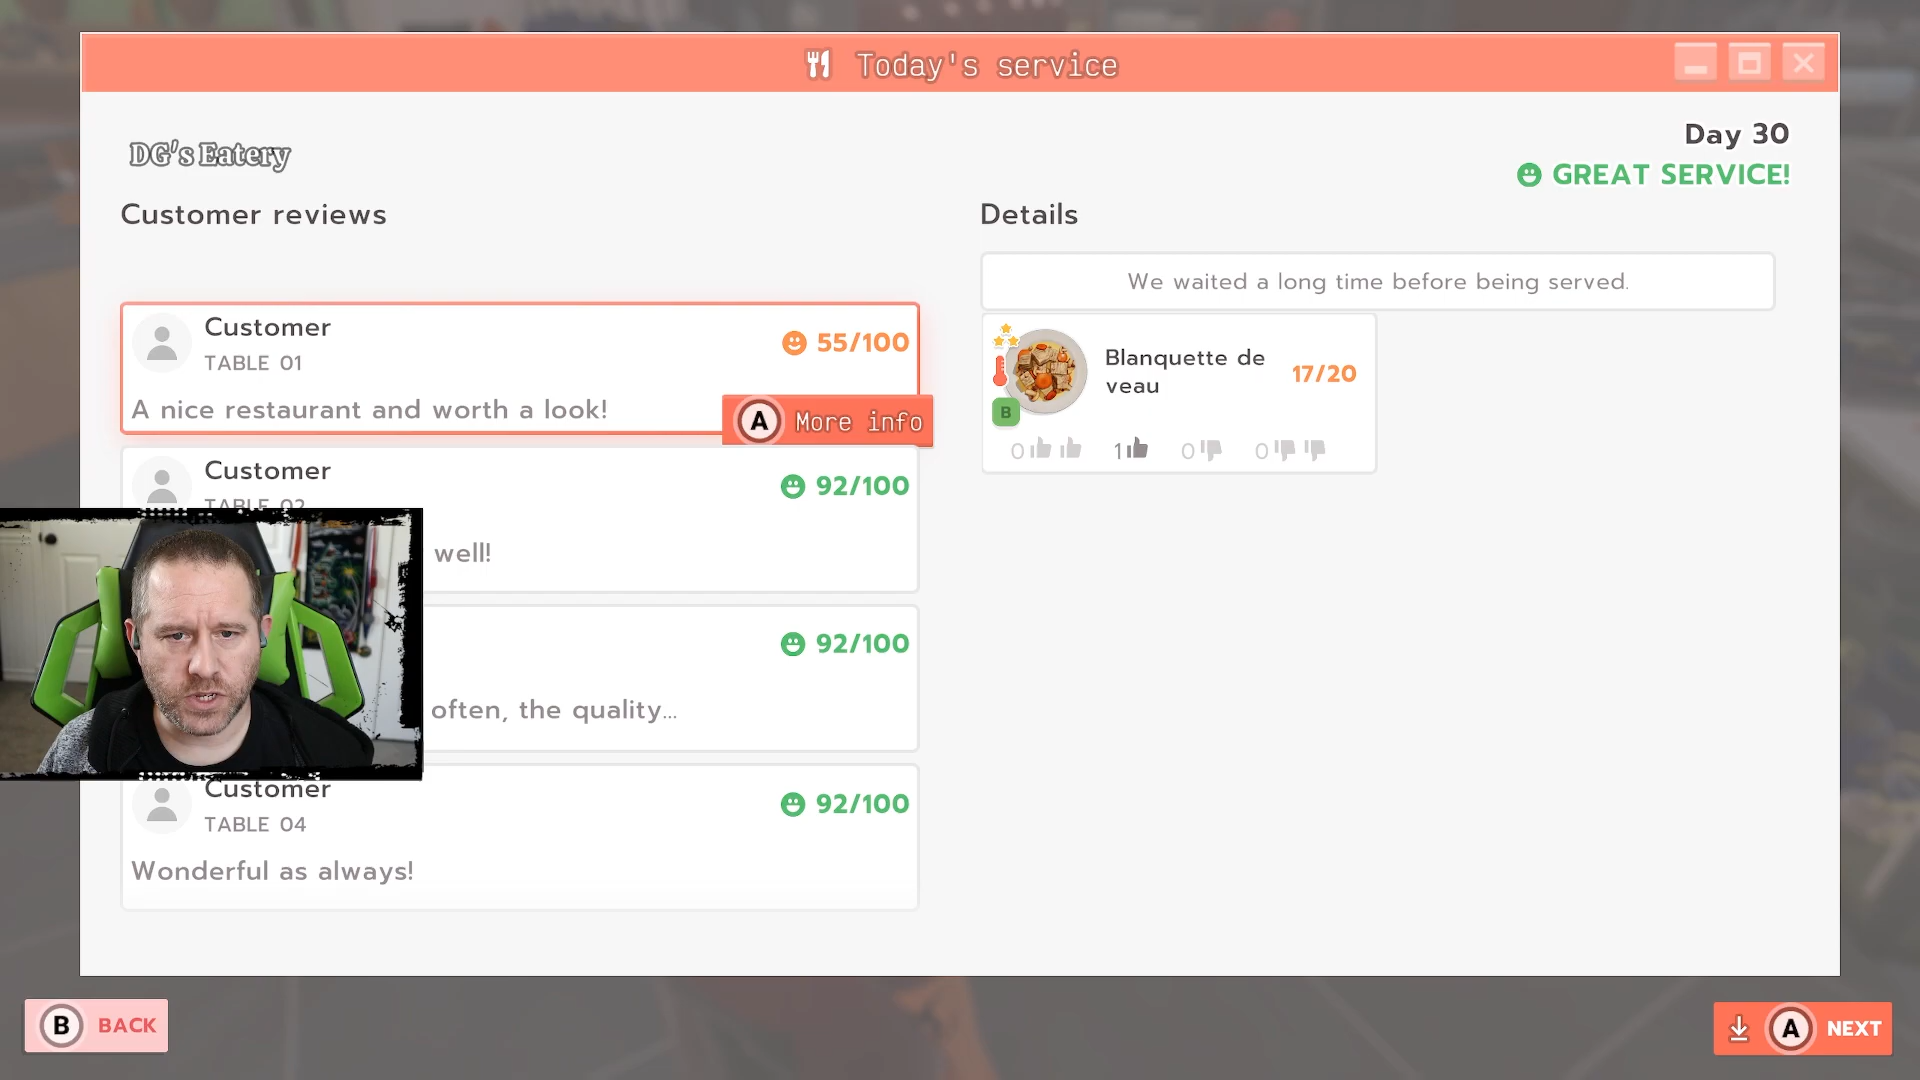 Today's service
DG's Eatery
Day 30
GREAT SERVICE!
Customer reviews
Customer
55/100
TABLE 01
A nice restaurant and worth a look!
A More info
Customer
92/100
TABLE 02
well!
92/100
often, the quality...
Customer
92/100
TABLE 04
Wonderful as always!
Details
We waited a long time before being served.
Blanquette de
veau
17/20
B
0 1 0 0
B BACK
A NEXT